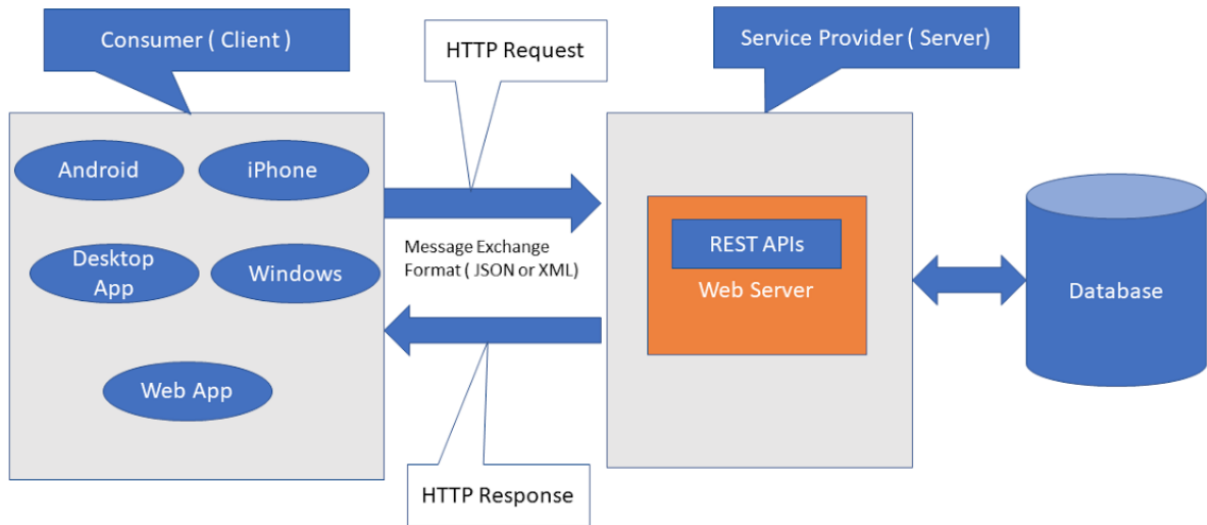 Consumer ( Client )
HTTP Request
Service Provider ( Server)
Android
iPhone
Desktop
App
Windows
Web App
Message Exchange
Format ( JSON or XML)
HTTP Response
REST APIs
Web Server
Database